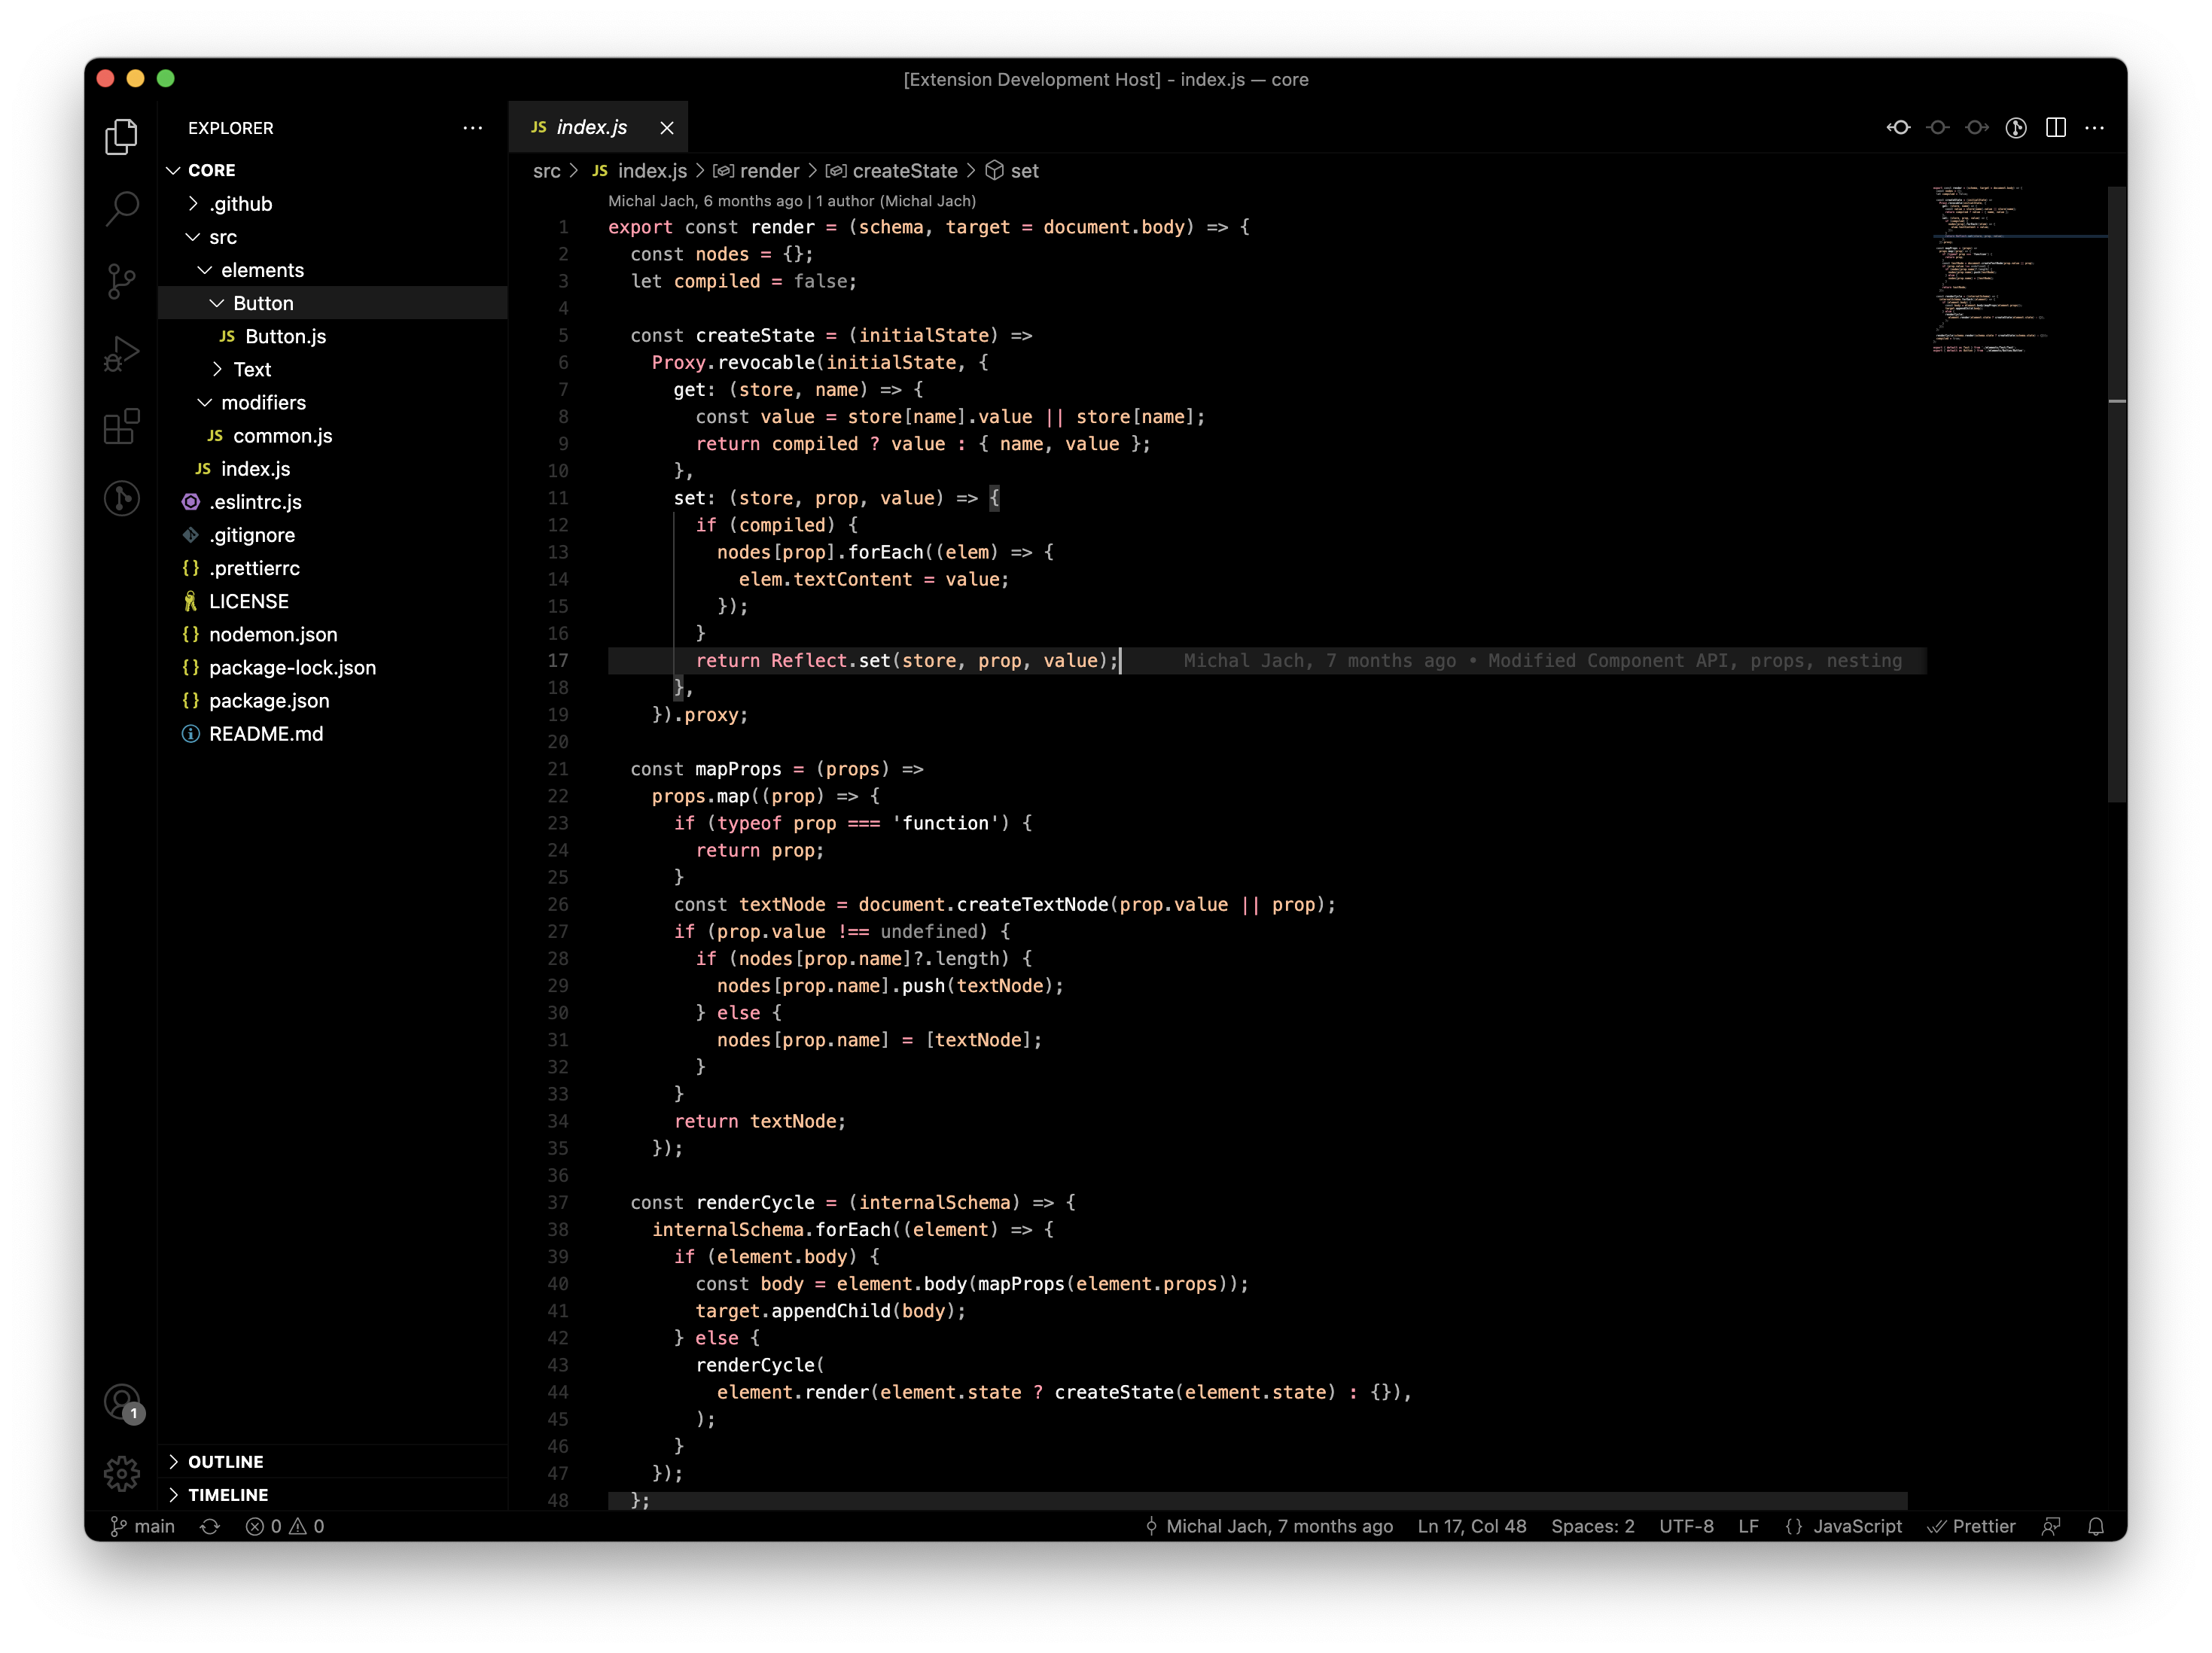 [Extension Development Host] - index.js — core
EXPLORER
CORE
.github
src
elements
Button
JS Button.js
Text
modifiers
JS common.js
JS index.js
.eslintrc.js
.gitignore
{} .prettierrc
LICENSE
{} nodemon.json
{} package-lock.json
{} package.json
README.md
OUTLINE
TIMELINE
1
JS index.js
src > JS index.js > render > createState > set
Michal Jach, 6 months ago | 1 author (Michal Jach)
1 export const render = (schema, target = document.body) => {
2   const nodes = {};
3   let compiled = false;
4
5   const createState = (initialState) =>
6     Proxy.revocable(initialState, {
7       get: (store, name) => {
8         const value = store[name].value || store[name];
9         return compiled ? value : { name, value };
10       },
11       set: (store, prop, value) => {
12         if (compiled) {
13           nodes[prop].forEach((elem) => {
14             elem.textContent = value;
15           });
16         }
17         return Reflect.set(store, prop, value); Michal Jach, 7 months ago • Modified Component API, props, nesting
18       },
19     }).proxy;
20
21   const mapProps = (props) =>
22     props.map((prop) => {
23       if (typeof prop === 'function') {
24         return prop;
25       }
26       const textNode = document.createTextNode(prop.value || prop);
27       if (prop.value !== undefined) {
28         if (nodes[prop.name]?.length) {
29           nodes[prop.name].push(textNode);
30         } else {
31           nodes[prop.name] = [textNode];
32         }
33       }
34       return textNode;
35     });
36
37   const renderCycle = (internalSchema) => {
38     internalSchema.forEach((element) => {
39       if (element.body) {
40         const body = element.body(mapProps(element.props));
41         target.appendChild(body);
42       } else {
43         renderCycle(
44           element.render(element.state ? createState(element.state) : {}),
45         );
46       }
47     });
48   };
main 0 0 Michal Jach, 7 months ago Ln 17, Col 48 Spaces: 2 UTF-8 LF {} JavaScript Prettier